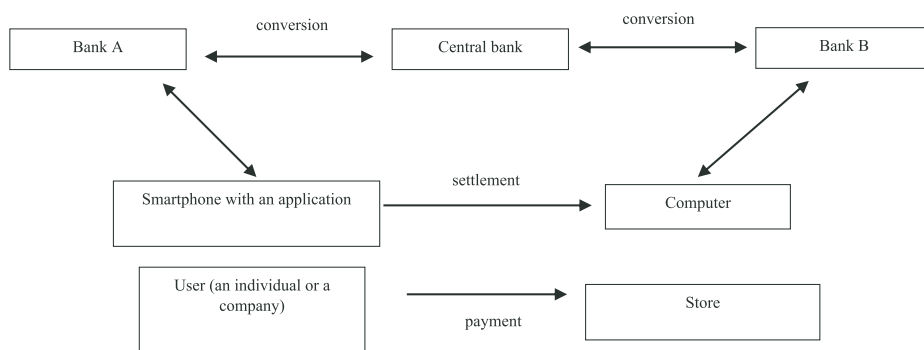 conversion
conversion
Bank A
Central bank
Bank B
Smartphone with an application
settlement
Computer
User (an individual or a
company)
payment
Store